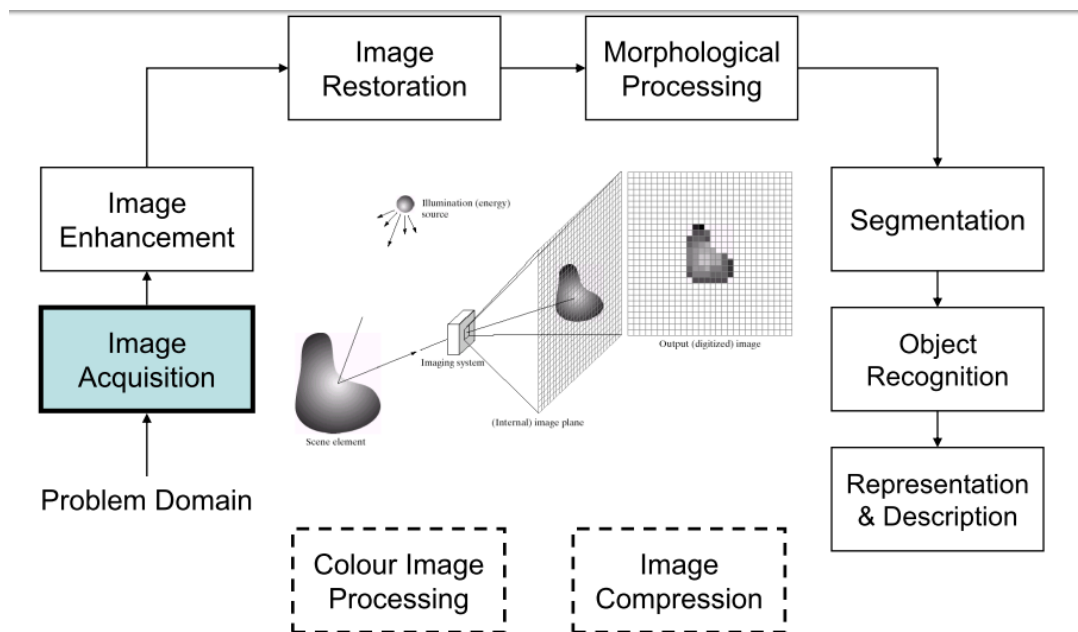 Image
Restoration
Morphological
Processing
Image
Enhancement
Illumination (energy)
source
Segmentation
Image
Acquisition
Imaging system
Output (digitized) image
Object
Recognition
(Internal) image plane
Scene element
Problem Domain
Representation
& Description
Colour Image
Processing
Image
Compression